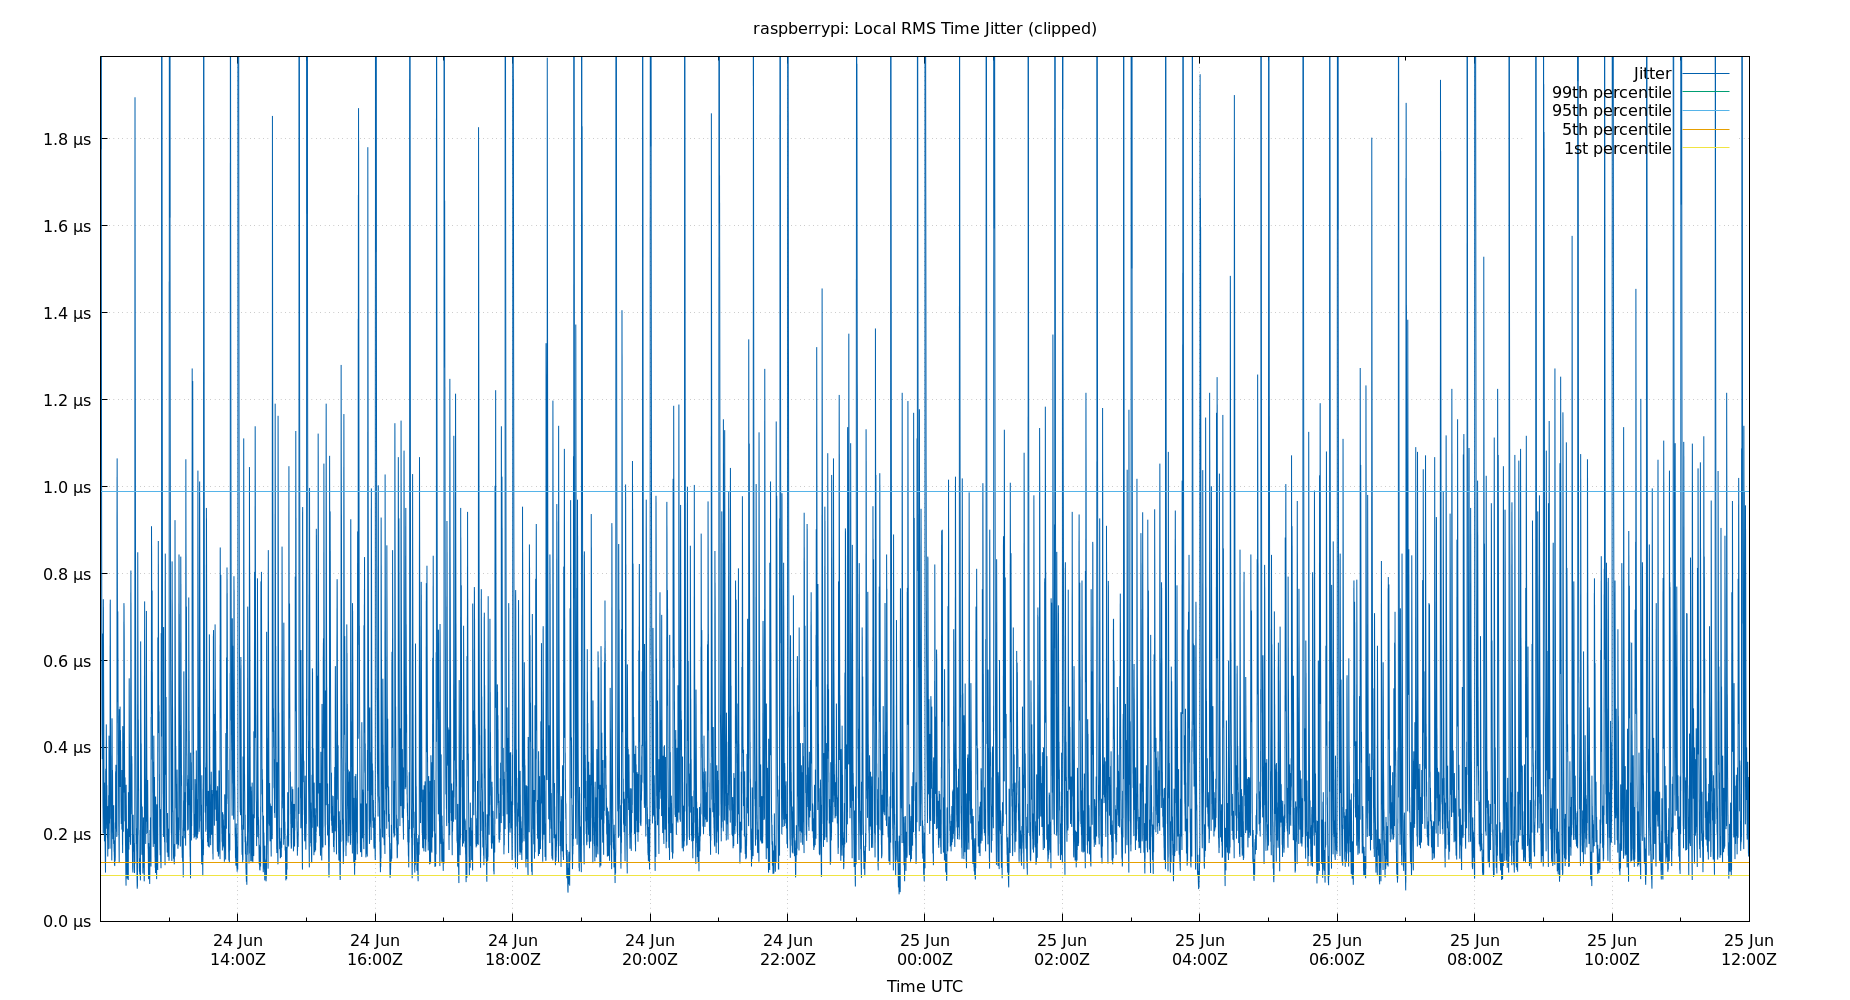 raspberrypi: Local RMS Time Jitter (clipped)
Jitter
99th percentile
95th percentile
5th percentile
1st percentile
1.8 µs
1.6 µs
1.4 µs
1.2 µs
1.0 µs
0.8 µs
0.6 µs
0.4 µs
0.2 µs
0.0 µs
24 Jun 24 Jun 24 Jun 24 Jun 24 Jun 25 Jun 25 Jun 25 Jun 25 Jun 25 Jun 25 Jun 25 Jun
14:00Z 16:00Z 18:00Z 20:00Z 22:00Z 00:00Z 02:00Z 04:00Z 06:00Z 08:00Z 10:00Z 12:00Z
Time UTC